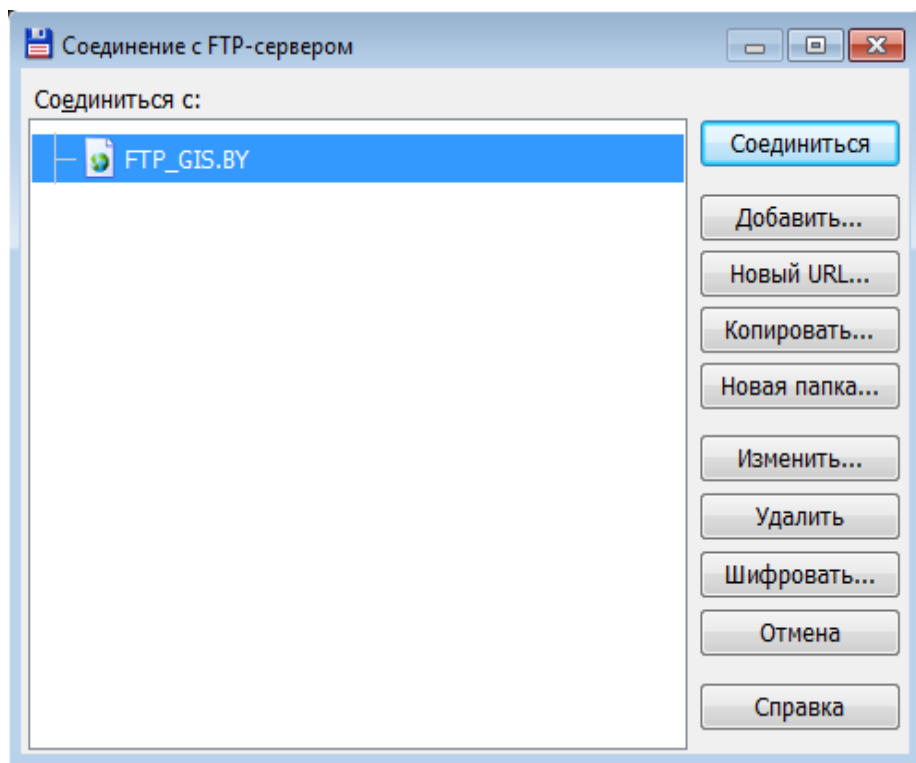 Соединение с FTP-сервером
Соединиться с:
FTP_GIS.BY
Соединиться
Добавить...
Новый URL...
Копировать...
Новая папка...
Изменить...
Удалить
Шифровать...
Отмена
Справка